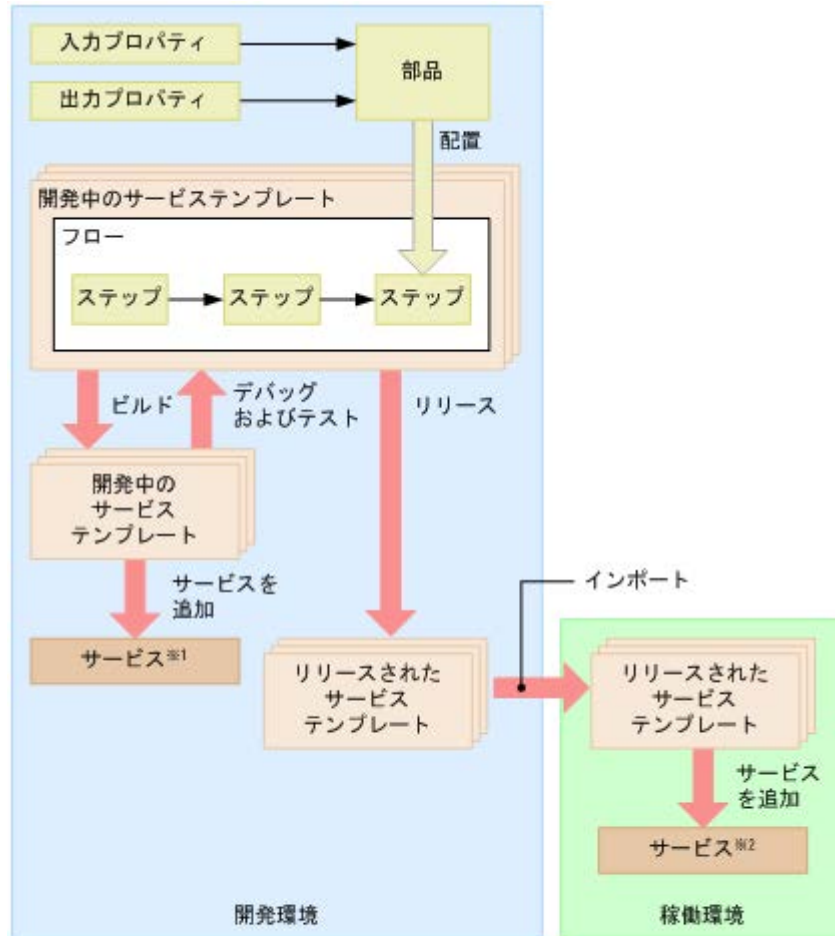 入力プロパティ
出力プロパティ
部品
配置
開発中のサービステンプレート
フロー
ステップ
ステップ
ステップ
ビルド
デバッグ
およびテスト
リリース
開発中の
サービス
テンプレート
サービスを
追加
サービス※1
インポート
リリースされた
サービス
テンプレート
リリースされた
サービス
テンプレート
サービス
を追加
サービス※2
開発環境
稼働環境